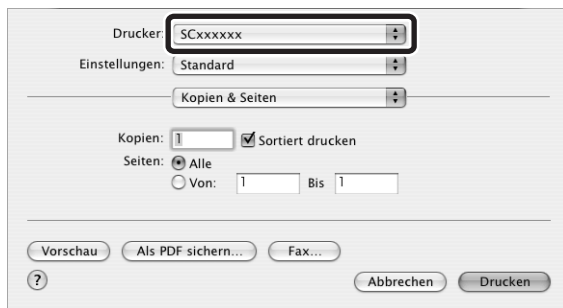 Drucker: SCxxxxxx
Einstellungen: Standard
Kopien & Seiten
Kopien: 1 Sortiert drucken
Seiten: Alle
Von: 1 Bis 1
Vorschau Als PDF sichern... Fax...
? Abbrechen Drucken